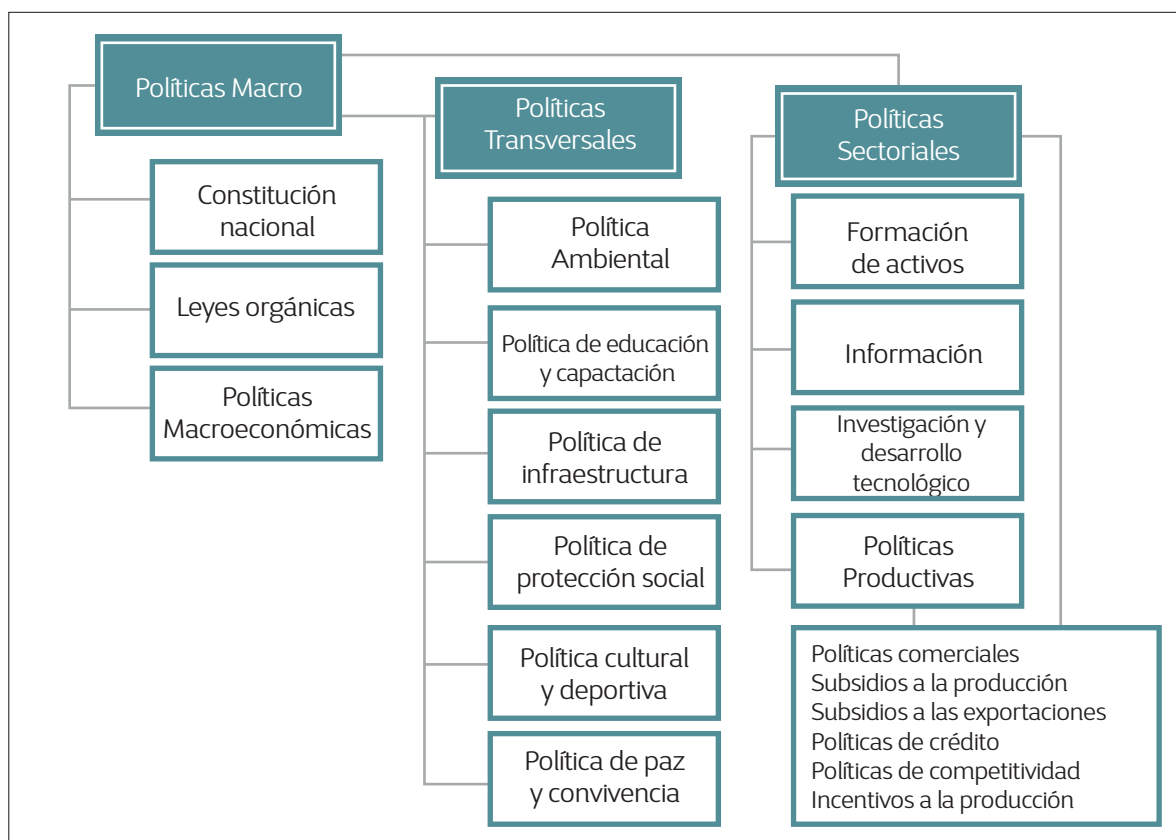 Políticas Macro
Constitución
nacional
Leyes orgánicas
Políticas
Macroeconómicas
Políticas
Transversales
Política
Ambiental
Política de educación
y capactación
Política de
infraestructura
Política de
protección social
Política cultural
y deportiva
Política de paz
y convivencia
Políticas
Sectoriales
Formación
de activos
Información
Investigación y
desarrollo
tecnológico
Políticas
Productivas
Políticas comerciales
Subsidios a la producción
Subsidios a las exportaciones
Políticas de crédito
Políticas de competitividad
Incentivos a la producción